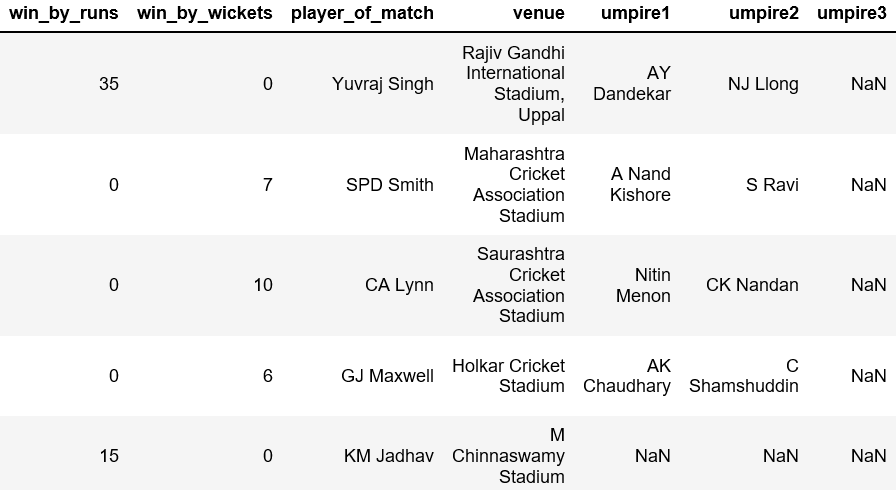 win_by_runs win_by_wickets player_of_match venue umpire1 umpire2 umpire3
35 0 Yuvraj Singh Rajiv Gandhi International Stadium, Uppal AY Dandekar NJ Llong NaN
0 7 SPD Smith Maharashtra Cricket Association Stadium A Nand Kishore S Ravi NaN
0 10 CA Lynn Saurashtra Cricket Association Stadium Nitin Menon CK Nandan NaN
0 6 GJ Maxwell Holkar Cricket Stadium AK Chaudhary C Shamshuddin NaN
15 0 KM Jadhav M Chinnaswamy Stadium NaN NaN NaN